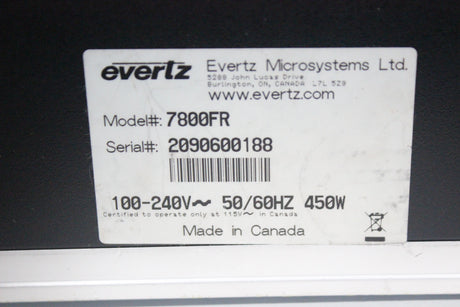 evertz
Evertz Microsystems Ltd.
5288 John Lucas Drive
Burlington, ON, CANADA L7L 5Z9
www.evertz.com
Model#: 7800FR
Serial#: 2090600188
100-240V~ 50/60HZ 450W
Certified to operate only at 115V~ in Canada
Made in Canada